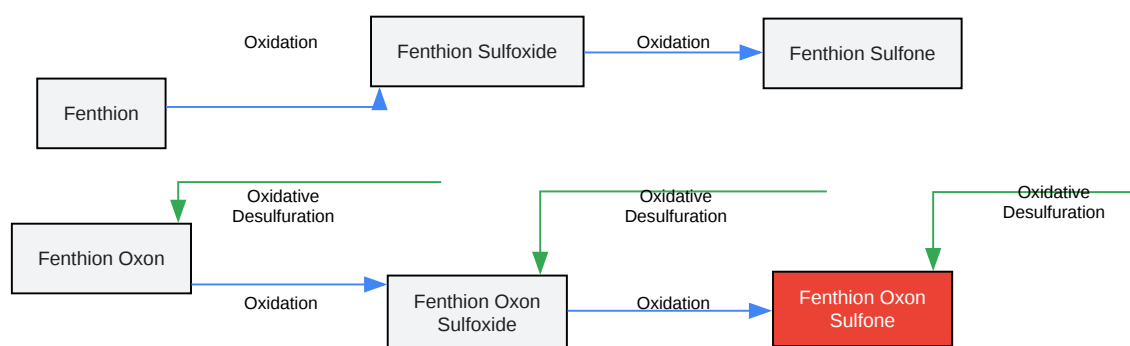 Oxidation
Fenthion Sulfoxide
Oxidation
Fenthion Sulfone
Fenthion
Oxidative
Desulfuration
Oxidative
Desulfuration
Oxidative
Desulfuration
Fenthion Oxon
Oxidation
Fenthion Oxon
Sulfoxide
Oxidation
Fenthion Oxon
Sulfone